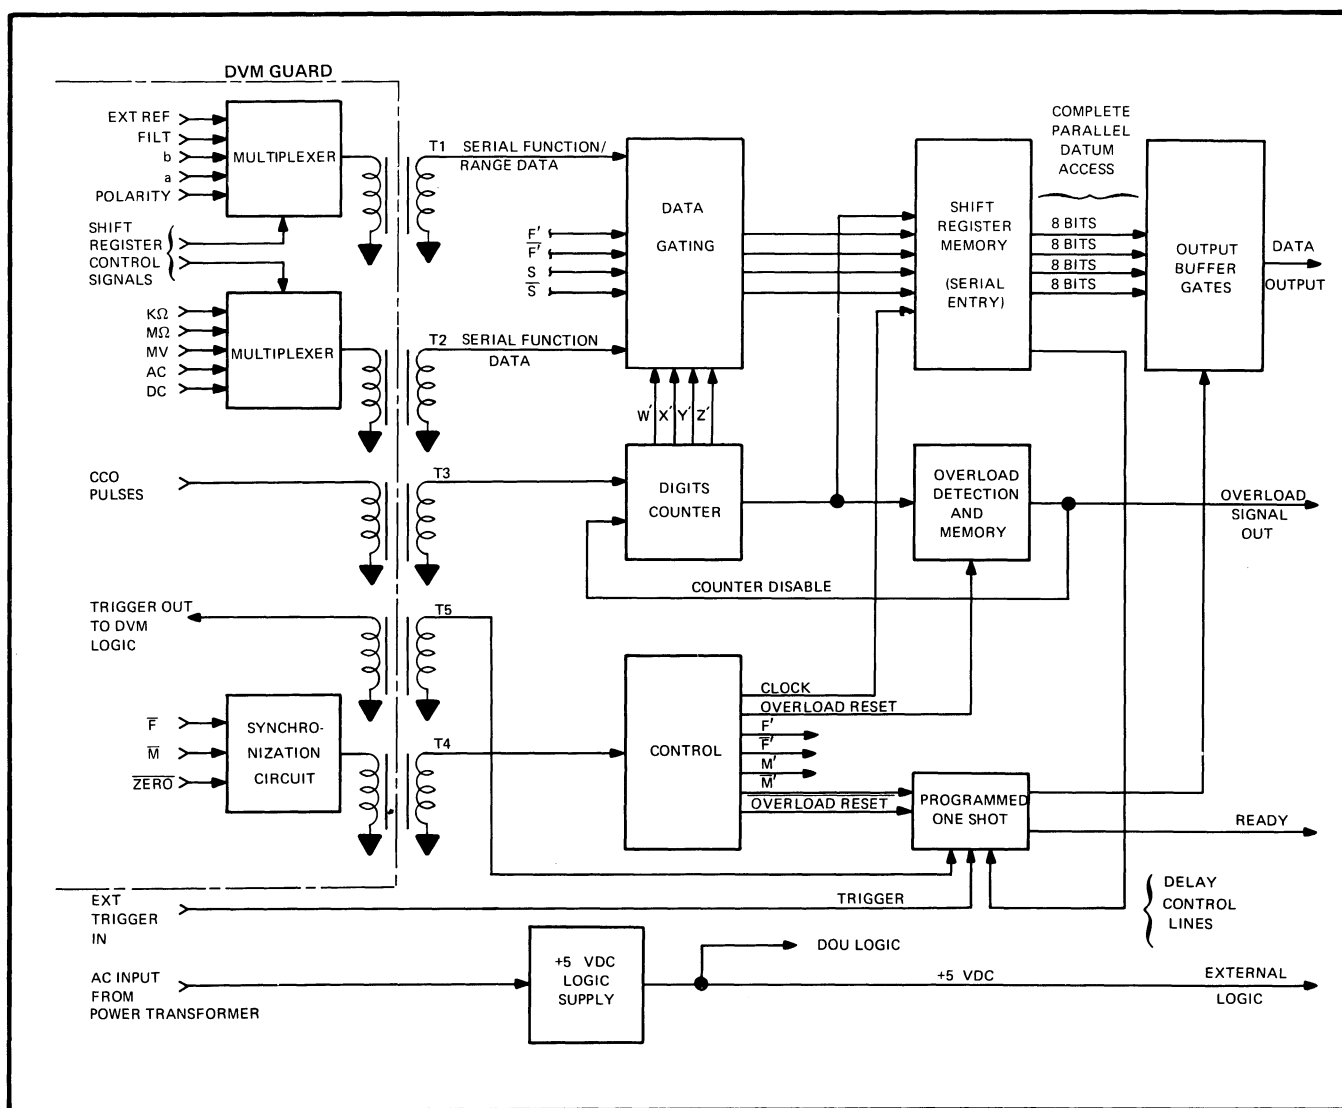 DVM GUARD
EXT REF
FILT
b
a
POLARITY
MULTIPLEXER
SHIFT
REGISTER
CONTROL
SIGNALS
KΩ
MΩ
MV
AC
DC
MULTIPLEXER
CCO
PULSES
TRIGGER OUT
TO DVM
LOGIC
F̅
M̅
Z̅E̅R̅O̅
SYNCHRO-
NIZATION
CIRCUIT
EXT
TRIGGER
IN
AC INPUT
FROM
POWER TRANSFORMER
T1 SERIAL FUNCTION/
RANGE DATA
F'
F̅'
S
S̅
T2 SERIAL FUNCTION
DATA
DATA
GATING
W' X' Y' Z'
T3
DIGITS
COUNTER
COUNTER DISABLE
T5
T4
CONTROL
CLOCK
OVERLOAD RESET
F'
F̅'
M'
M̅'
O̅V̅E̅R̅L̅O̅A̅D̅ R̅E̅S̅E̅T̅
SHIFT
REGISTER
MEMORY
(SERIAL
ENTRY)
COMPLETE
PARALLEL
DATUM
ACCESS
8 BITS
8 BITS
8 BITS
8 BITS
OUTPUT
BUFFER
GATES
DATA
OUTPUT
OVERLOAD
DETECTION
AND
MEMORY
OVERLOAD
SIGNAL
OUT
PROGRAMMED
ONE SHOT
READY
TRIGGER
DELAY
CONTROL
LINES
+5 VDC
LOGIC
SUPPLY
DOU LOGIC
+5 VDC
EXTERNAL
LOGIC